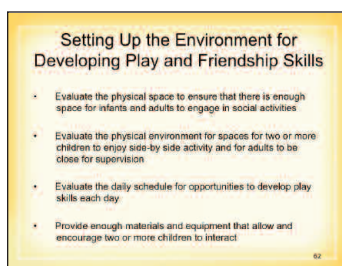 Setting Up the Environment for
Developing Play and Friendship Skills
• Evaluate the physical space to ensure that there is enough
space for infants and adults to engage in social activities
• Evaluate the physical environment for spaces for two or more
children to enjoy side-by side activity and for adults to be
close for supervision
• Evaluate the daily schedule for opportunities to develop play
skills each day
• Provide enough materials and equipment that allow and
encourage two or more children to interact
62